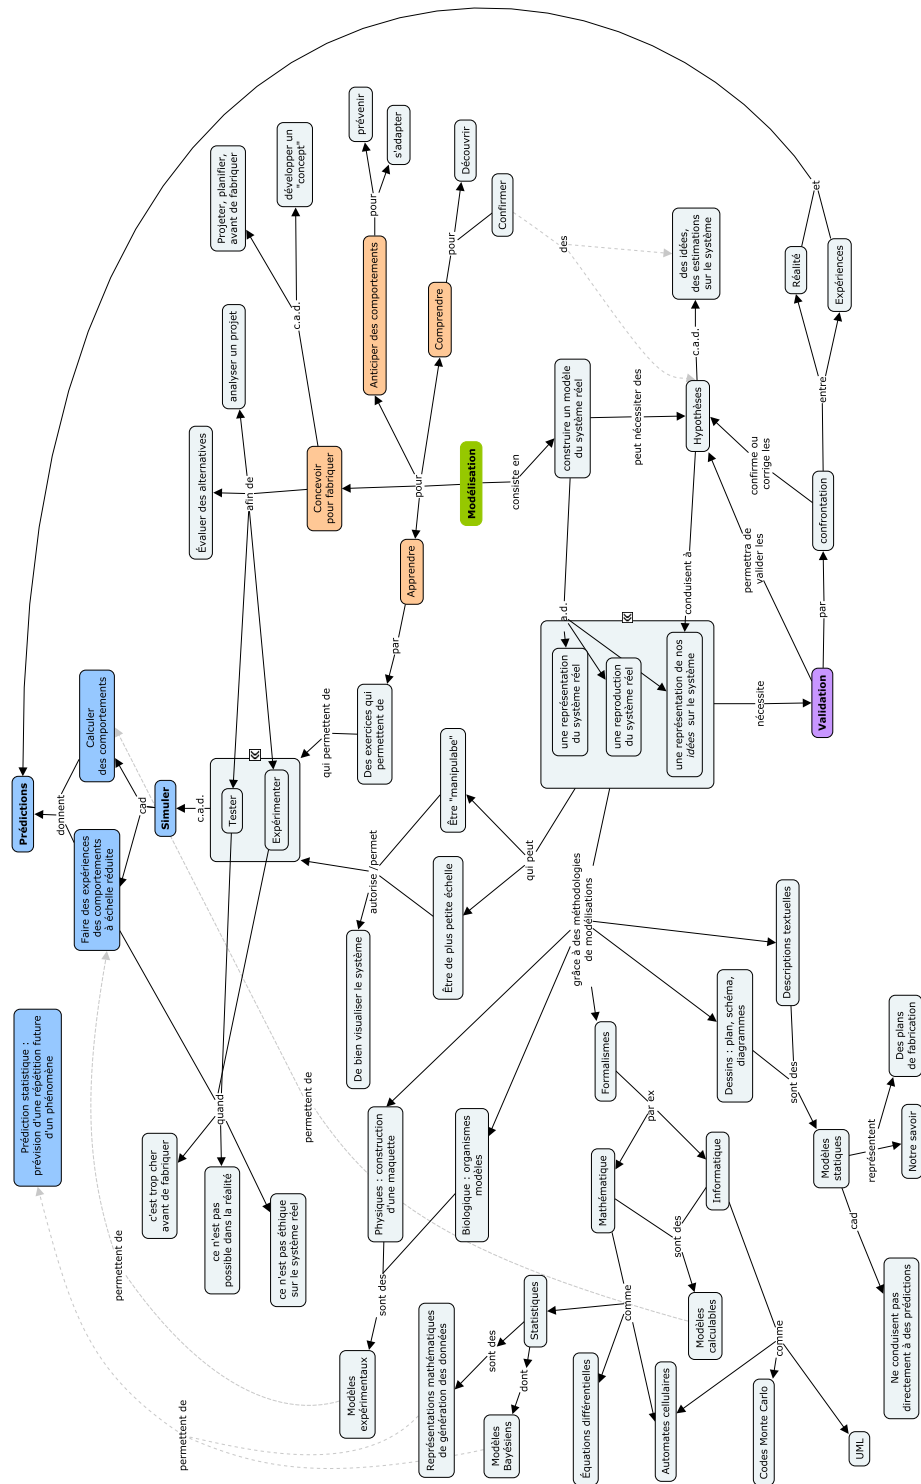 Prédiction statistique :
prévision d'une répétition future
d'un phénomène
Faire des expériences
des comportements
à échelle réduite
donnent
Prédictions
Calculer
des comportements
cad
Simuler
c.a.d.
permettent de
permettent de
permettent de
c'est trop cher
avant de fabriquer
ce n'est pas
possible dans la réalité
ce n'est pas éthique
sur le système réel
quand
Tester
Expérimenter
qui permettent de
Des exercices qui
permettent de
par
Apprendre
Évaluer des alternatives
analyser un projet
afin de
Concevoir
pour fabriquer
c.a.d.
Projeter, planifier,
avant de fabriquer
développer un
"concept"
Anticiper des comportements
pour
prévenir
s'adapter
Comprendre
pour
Découvrir
Confirmer
pour
Modélisation
consiste en
construire un modèle
du système réel
peut nécessiter des
Hypothèses
des
c.a.d.
des idées,
des estimations
sur le système
a.d.
conduisent à
une représentation
du système réel
une reproduction
du système réel
une représentation de nos
idées sur le système
nécessite
Validation
permettra de
valider les
par
confrontation
confirme ou
corrige les
entre
Réalité
Expériences
et
De bien visualiser le système
autorise / permet
Être "manipulabe"
Être de plus petite échelle
qui peut
grâce à des méthodologies
de modélisations
Physiques : construction
d'une maquette
Biologique : organismes
modèles
sont des
Modèles
expérimentaux
Formalismes
par ex
Mathématique
Informatique
sont des
Modèles
calculables
comme
Statistiques
sont des
Représentations mathématiques
de génération des données
dont
Modèles
Bayésiens
Équations différentielles
Automates cellulaires
comme
Codes Monte Carlo
UML
Dessins : plan, schéma,
diagrammes
Descriptions textuelles
sont des
Modèles
statiques
représentent
Des plans
de fabrication
Notre savoir
cad
Ne conduisent pas
directement à des prédictions